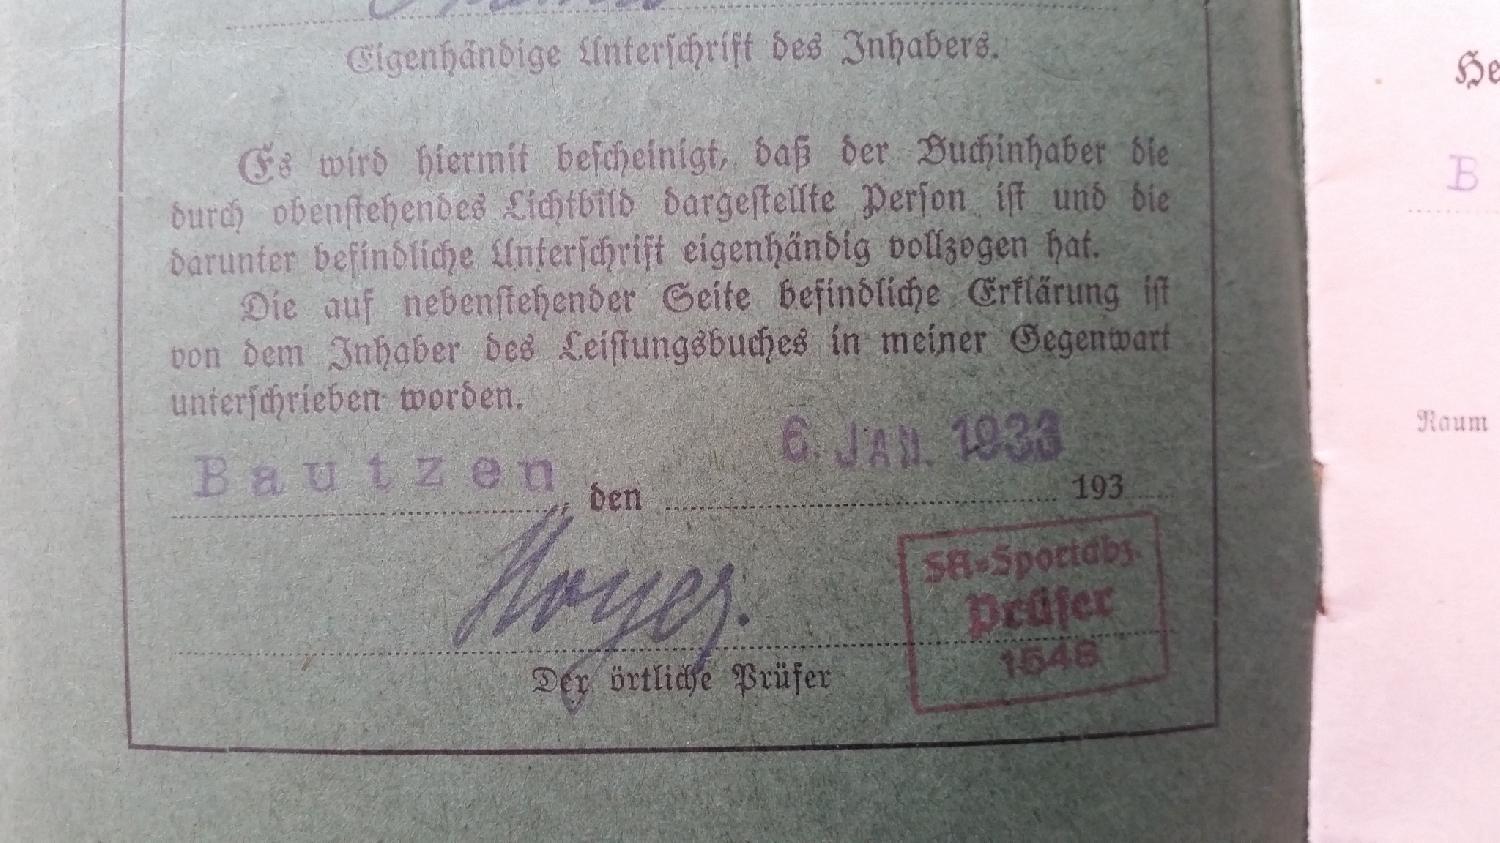 Eigenhändige Unterschrift des Inhabers.
Es wird hiermit bescheinigt, daß der Buchinhaber die
durch obenstehendes Lichtbild dargestellte Person ist und die
darunter befindliche Unterschrift eigenhändig vollzogen hat.
Die auf nebenstehender Seite befindliche Erklärung ist
von dem Inhaber des Leistungsbuches in meiner Gegenwart
unterschrieben worden.
Bautzen, den 6. JAN. 193
SA-Sportabz.
Prüfer
1548
Der örtliche Prüfer
He
B
Raum